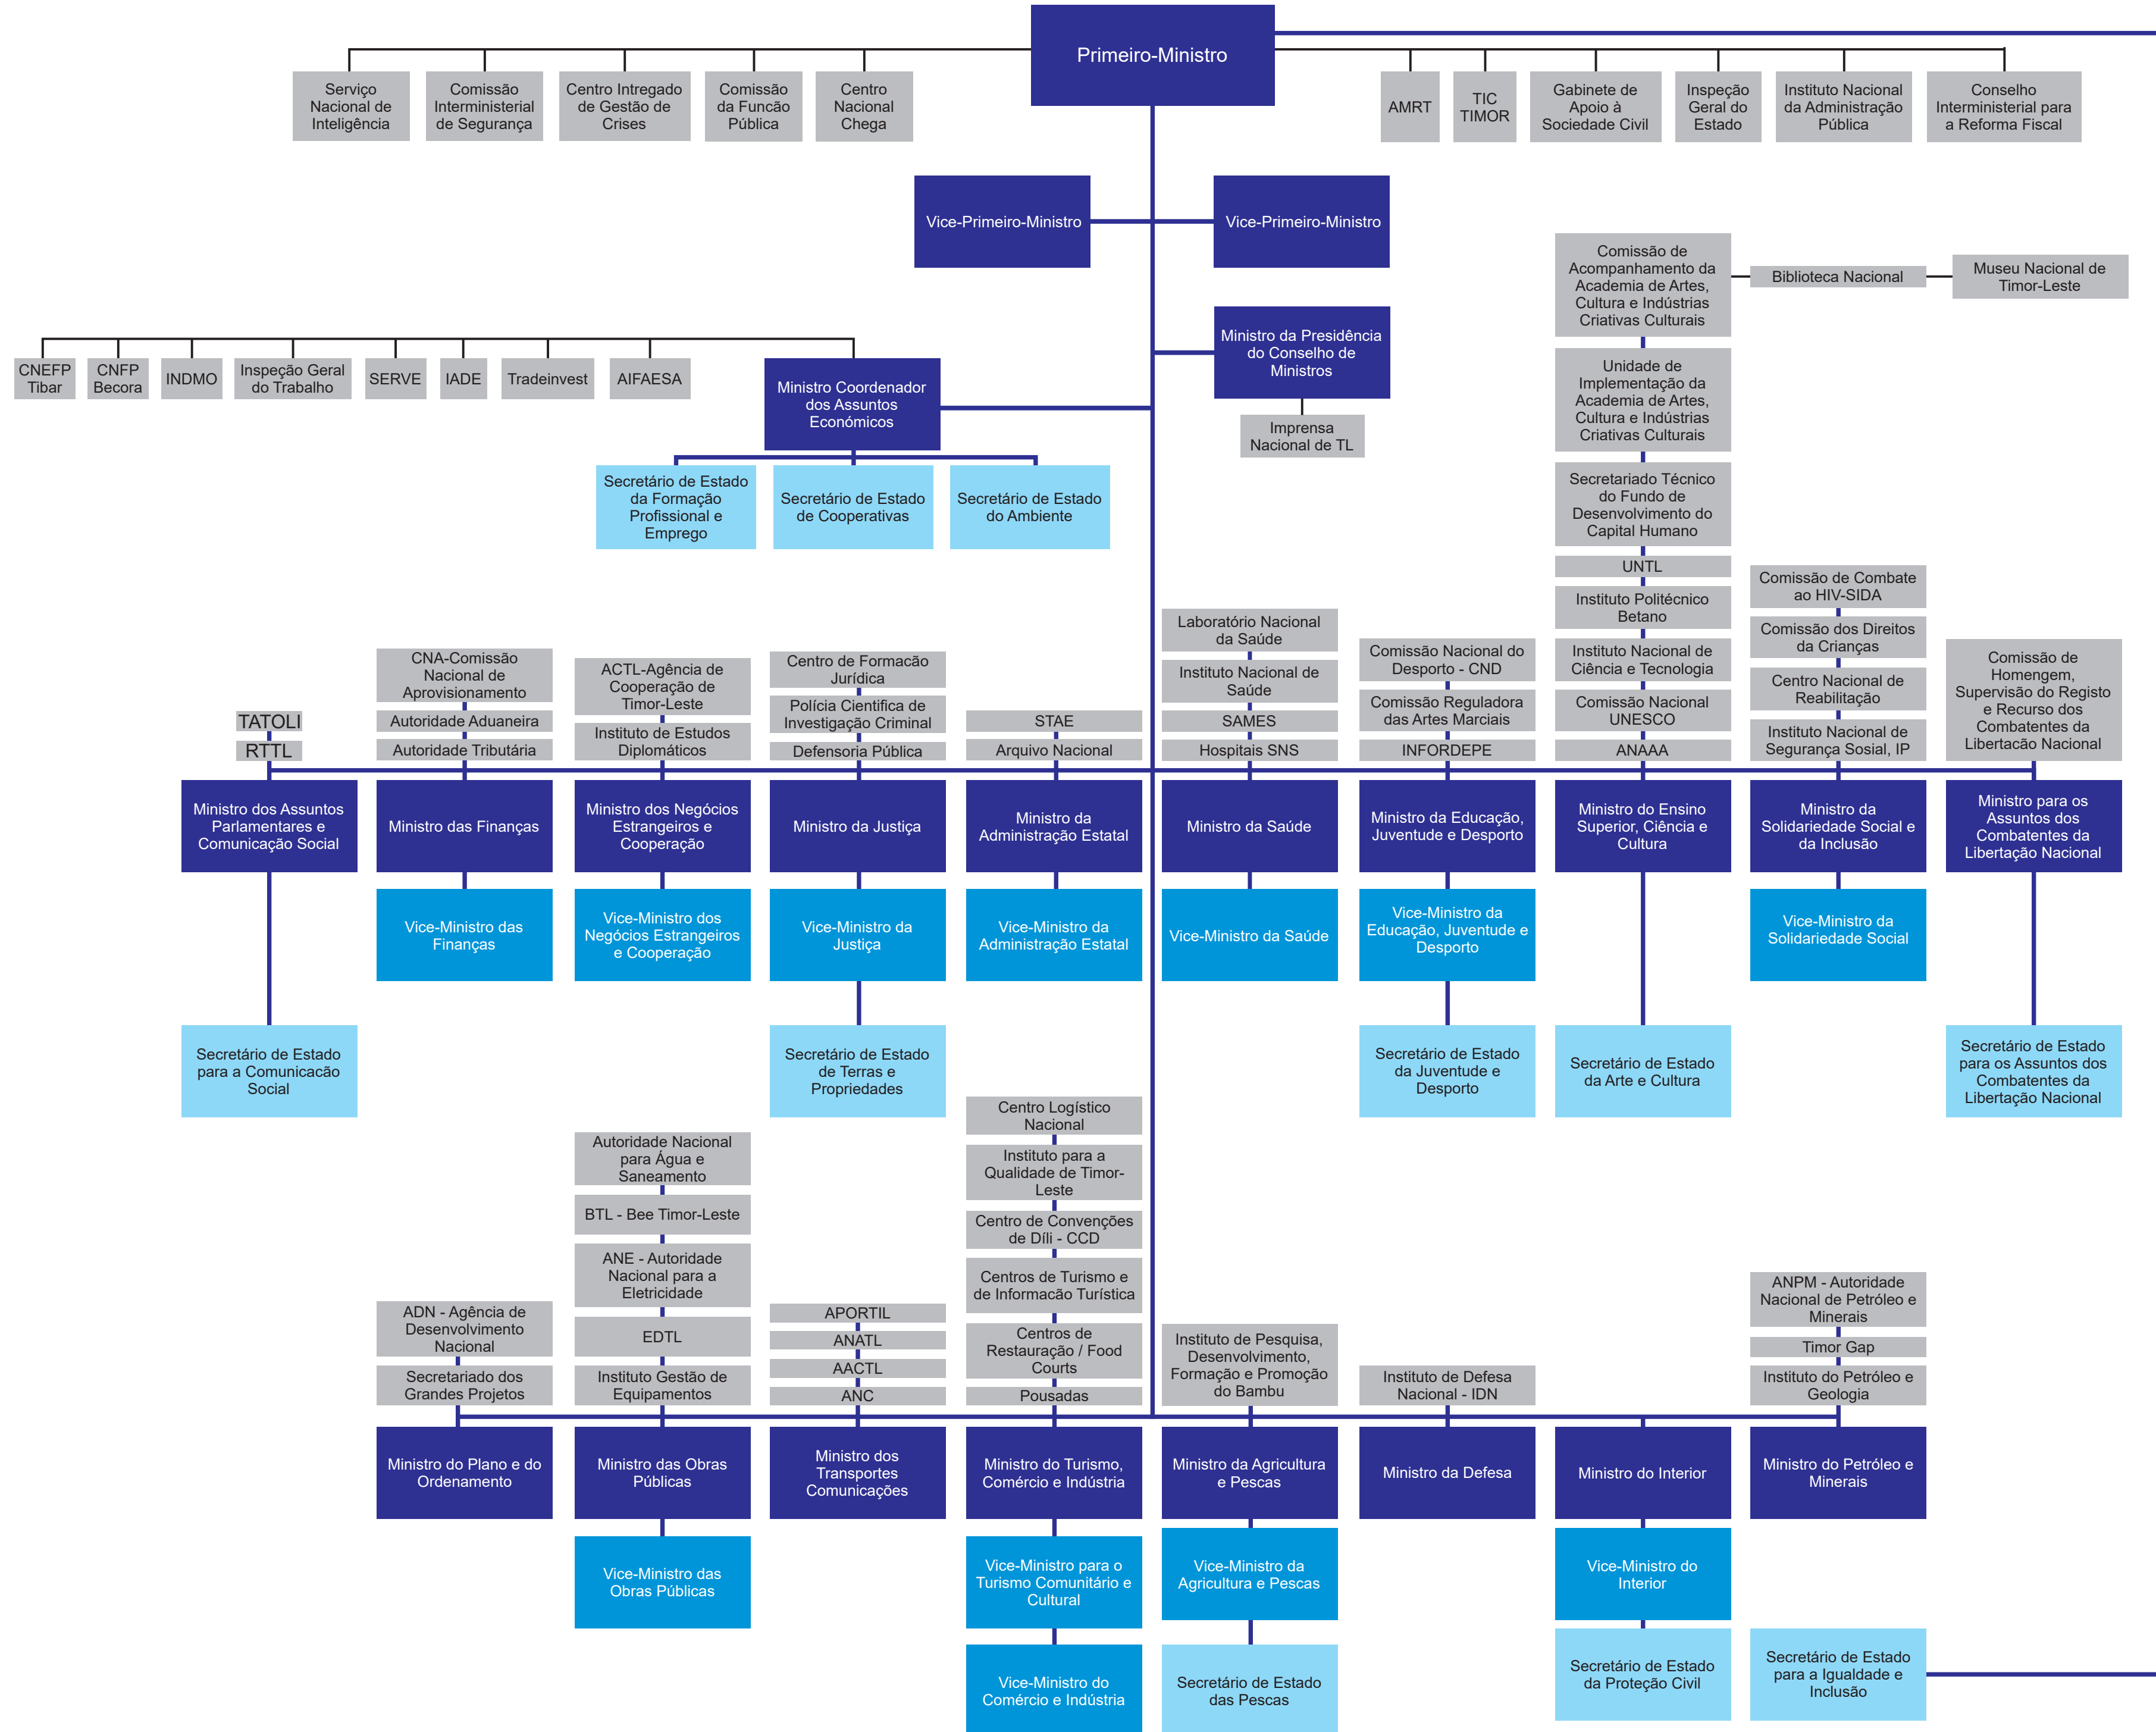 Primeiro-Ministro
Serviço
Nacional de
Inteligência
Comissão
Interministerial
de Segurança
Centro Intregado
de Gestão de
Crises
Comissão
da Funcão
Pública
Centro
Nacional
Chega
AMRT
TIC
TIMOR
Gabinete de
Apoio à
Sociedade Civil
Inspeção
Geral do
Estado
Instituto Nacional
da Administração
Pública
Conselho
Interministerial para
a Reforma Fiscal
Vice-Primeiro-Ministro
Vice-Primeiro-Ministro
Comissão de
Acompanhamento da
Academia de Artes,
Cultura e Indústrias
Criativas Culturais
Biblioteca Nacional
Museu Nacional de
Timor-Leste
Ministro da Presidência
do Conselho de
Ministros
Imprensa
Nacional de TL
CNEFP
Tibar
CNFP
Becora
INDMO
Inspeção Geral
do Trabalho
SERVE
IADE
Tradeinvest
AIFAESA
Ministro Coordenador
dos Assuntos
Económicos
Secretário de Estado
da Formação
Profissional e
Emprego
Secretário de Estado
de Cooperativas
Secretário de Estado
do Ambiente
Unidade de
Implementação da
Academia de Artes,
Cultura e Indústrias
Criativas Culturais
Secretariado Técnico
do Fundo de
Desenvolvimento do
Capital Humano
UNTL
Instituto Politécnico
Betano
Instituto Nacional de
Ciência e Tecnologia
Comissão Nacional
UNESCO
ANAAA
TATOLI
RTTL
CNA-Comissão
Nacional de
Aprovisionamento
Autoridade Aduaneira
Autoridade Tributária
ACTL-Agência de
Cooperação de
Timor-Leste
Instituto de Estudos
Diplomáticos
Centro de Formacão
Jurídica
Polícia Cientifica de
Investigação Criminal
Defensoria Pública
STAE
Arquivo Nacional
Laboratório Nacional
da Saúde
Instituto Nacional de
Saúde
SAMES
Hospitais SNS
Comissão Nacional do
Desporto - CND
Comissão Reguladora
das Artes Marciais
INFORDEPE
Comissão de Combate
ao HIV-SIDA
Comissão dos Direitos
da Crianças
Centro Nacional de
Reabilitação
Instituto Nacional de
Segurança Sosial, IP
Comissão de
Homengem,
Supervisão do Registo
e Recurso dos
Combatentes da
Libertacão Nacional
Ministro dos Assuntos
Parlamentares e
Comunicação Social
Ministro das Finanças
Ministro dos Negócios
Estrangeiros e
Cooperação
Ministro da Justiça
Ministro da
Administração Estatal
Ministro da Saúde
Ministro da Educação,
Juventude e Desporto
Ministro do Ensino
Superior, Ciência e
Cultura
Ministro da
Solidariedade Social e
da Inclusão
Ministro para os
Assuntos dos
Combatentes da
Libertação Nacional
Vice-Ministro das
Finanças
Vice-Ministro dos
Negócios Estrangeiros
e Cooperação
Vice-Ministro da
Justiça
Vice-Ministro da
Administração Estatal
Vice-Ministro da Saúde
Vice-Ministro da
Educação, Juventude e
Desporto
Vice-Ministro da
Solidariedade Social
Secretário de Estado
para a Comunicacão
Social
Secretário de Estado
de Terras e
Propriedades
Secretário de Estado
da Juventude e
Desporto
Secretário de Estado
da Arte e Cultura
Secretário de Estado
para os Assuntos dos
Combatentes da
Libertação Nacional
ADN - Agência de
Desenvolvimento
Nacional
Secretariado dos
Grandes Projetos
Autoridade Nacional
para Água e
Saneamento
BTL - Bee Timor-Leste
ANE - Autoridade
Nacional para a
Eletricidade
EDTL
Instituto Gestão de
Equipamentos
APORTIL
ANATL
AACTL
ANC
Centro Logístico
Nacional
Instituto para a
Qualidade de Timor-
Leste
Centro de Convenções
de Díli - CCD
Centros de Turismo e
de Informacão Turística
Centros de
Restauração / Food
Courts
Pousadas
Instituto de Pesquisa,
Desenvolvimento,
Formação e Promoção
do Bambu
Instituto de Defesa
Nacional - IDN
ANPM - Autoridade
Nacional de Petróleo e
Minerais
Timor Gap
Instituto do Petróleo e
Geologia
Ministro do Plano e do
Ordenamento
Ministro das Obras
Públicas
Ministro dos
Transportes
Comunicações
Ministro do Turismo,
Comércio e Indústria
Ministro da Agricultura
e Pescas
Ministro da Defesa
Ministro do Interior
Ministro do Petróleo e
Minerais
Vice-Ministro das
Obras Públicas
Vice-Ministro para o
Turismo Comunitário e
Cultural
Vice-Ministro da
Agricultura e Pescas
Vice-Ministro do
Interior
Vice-Ministro do
Comércio e Indústria
Secretário de Estado
das Pescas
Secretário de Estado
da Proteção Civil
Secretário de Estado
para a Igualdade e
Inclusão